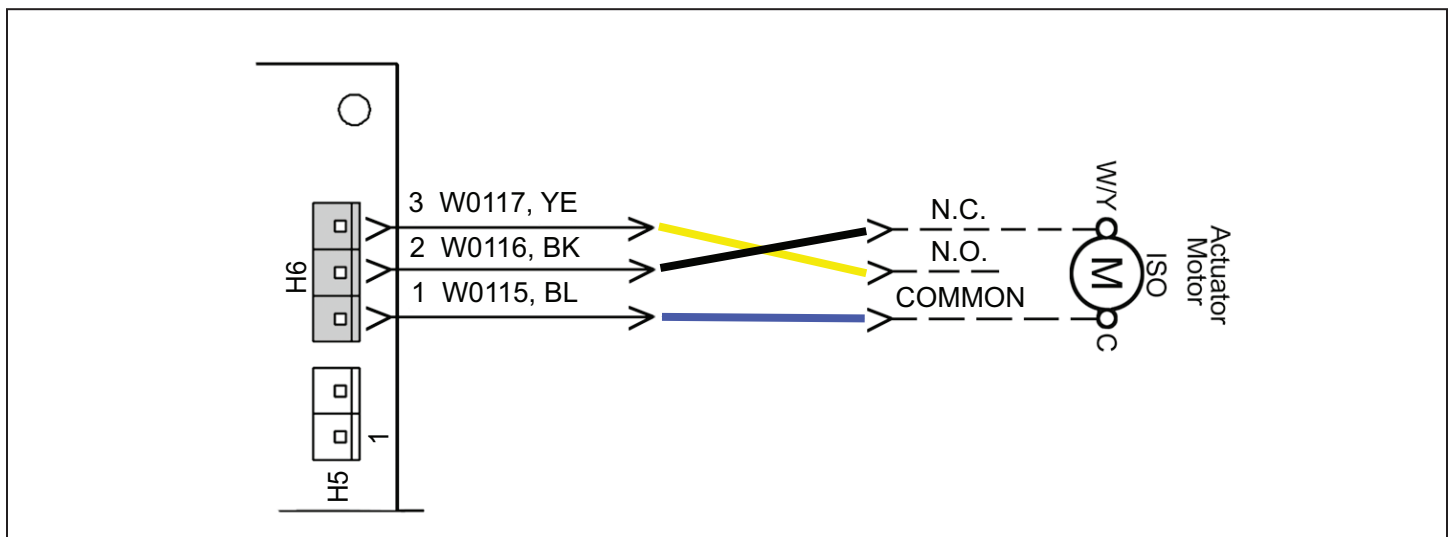 3 W0117, YE
2 W0116, BK
1 W0115, BL
H6
1
H5
N.C.
N.O.
COMMON
W/Y
M
C
ISO
Actuator
Motor